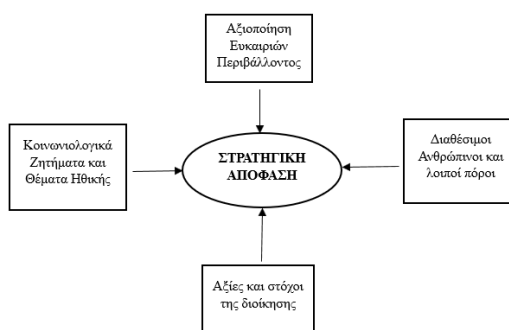 Αξιοποίηση
Ευκαιριών
Περιβάλλοντος
Κοινωνιολογικά
Ζητήματα και
Θέματα Ηθικής
ΣΤΡΑΤΗΓΙΚΗ
ΑΠΟΦΑΣΗ
Διαθέσιμοι
Ανθρώπινοι και
λοιποί πόροι
Αξίες και στόχοι
της διοίκησης